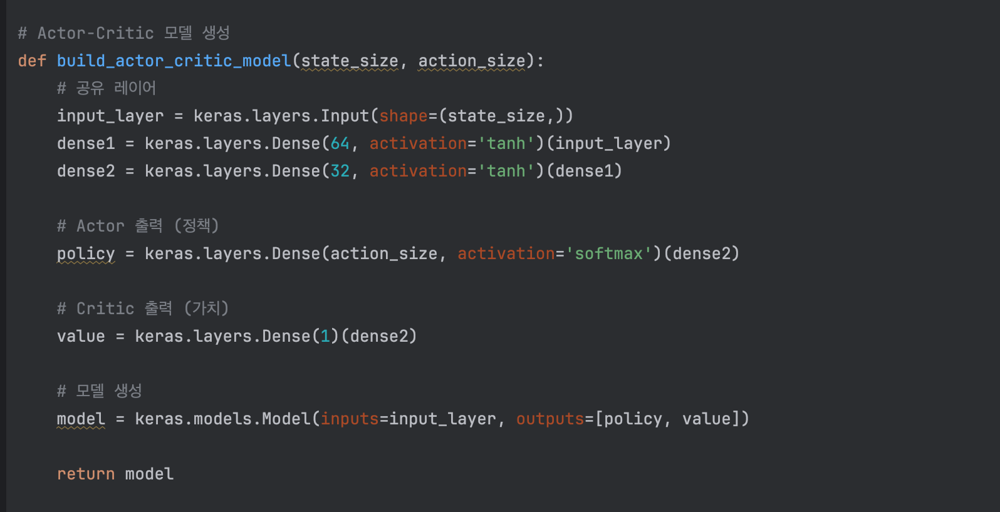 # Actor-Critic 모델 생성
def build_actor_critic_model(state_size, action_size):
    # 공유 레이어
    input_layer = keras.layers.Input(shape=(state_size,))
    dense1 = keras.layers.Dense(64, activation='tanh')(input_layer)
    dense2 = keras.layers.Dense(32, activation='tanh')(dense1)

    # Actor 출력 (정책)
    policy = keras.layers.Dense(action_size, activation='softmax')(dense2)

    # Critic 출력 (가치)
    value = keras.layers.Dense(1)(dense2)

    # 모델 생성
    model = keras.models.Model(inputs=input_layer, outputs=[policy, value])

    return model